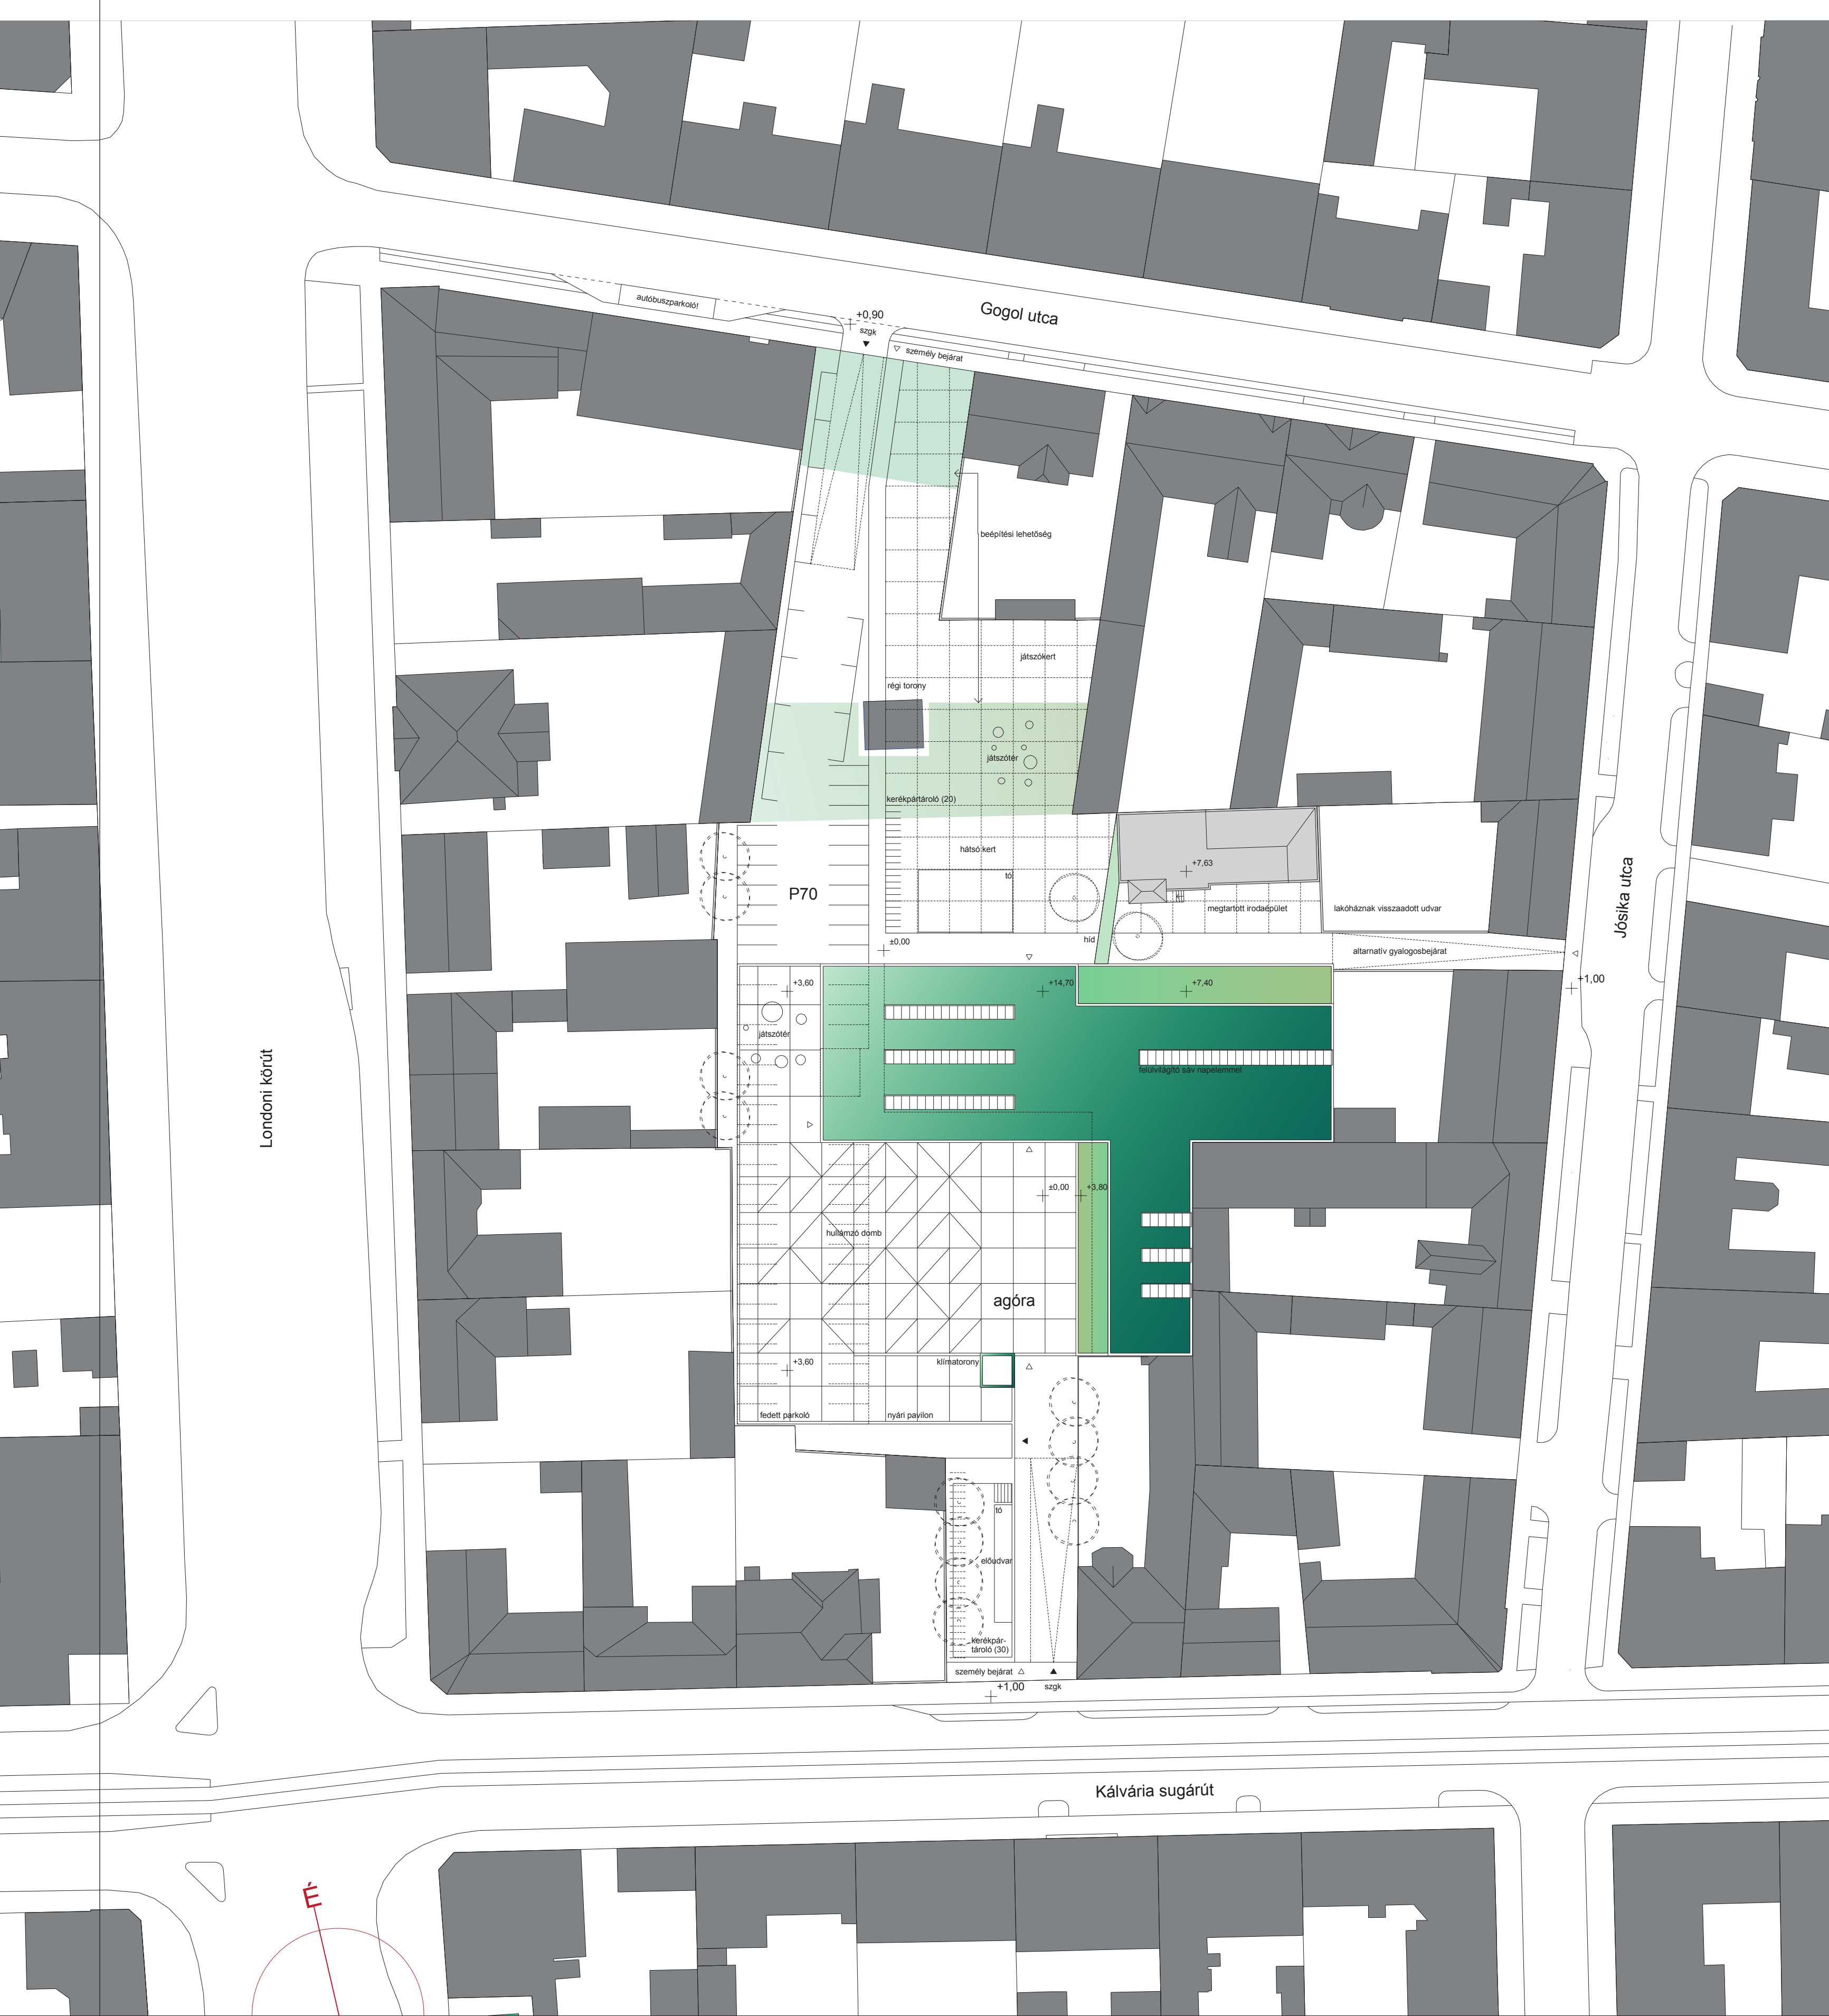 autóbuszparkoló!
+0,90
szgk
személy bejárat
Gogol utca
beépítési lehetőség
játszókert
régi torony
játszótér
kerékpártároló (20)
hátsó kert
tó
+7,63
P70
megtartott irodaépület
lakóháznak visszaadott udvar
Jósika utca
±0,00
híd
altarnatív gyalogosbejárat
+1,00
+3,60
+14,70
+7,40
játszótér
felülvilágító sáv napelemmel
Londoni körút
±0,00
+3,80
hullámzó domb
agóra
+3,60
klímatorony
fedett parkoló
nyári pavilon
tó
előudvar
kerékpár-
tároló (30)
személy bejárat
szgk
+1,00
Kálvária sugárút
É